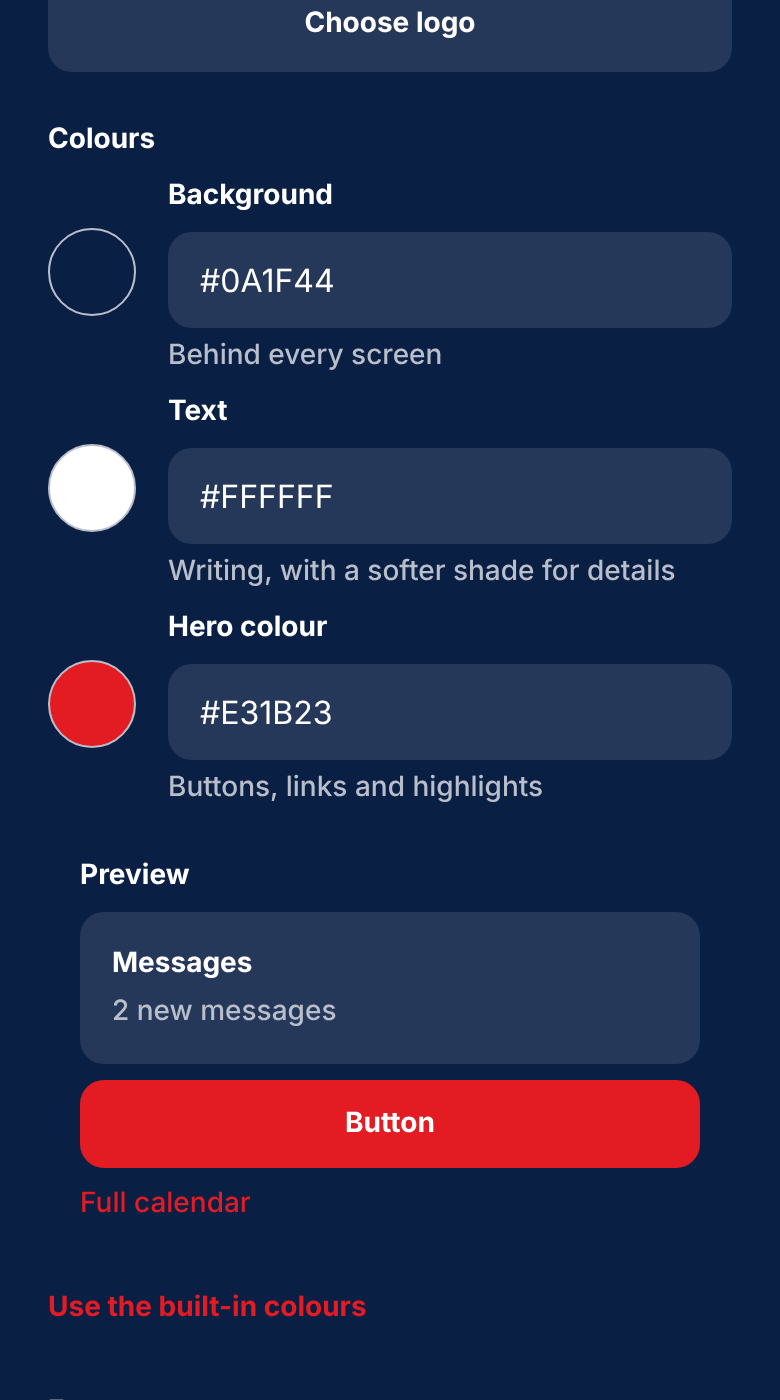 Choose logo
Colours
Background
#0A1F44
Behind every screen
Text
#FFFFFF
Writing, with a softer shade for details
Hero colour
#E31B23
Buttons, links and highlights
Preview
Messages
2 new messages
Button
Full calendar
Use the built-in colours